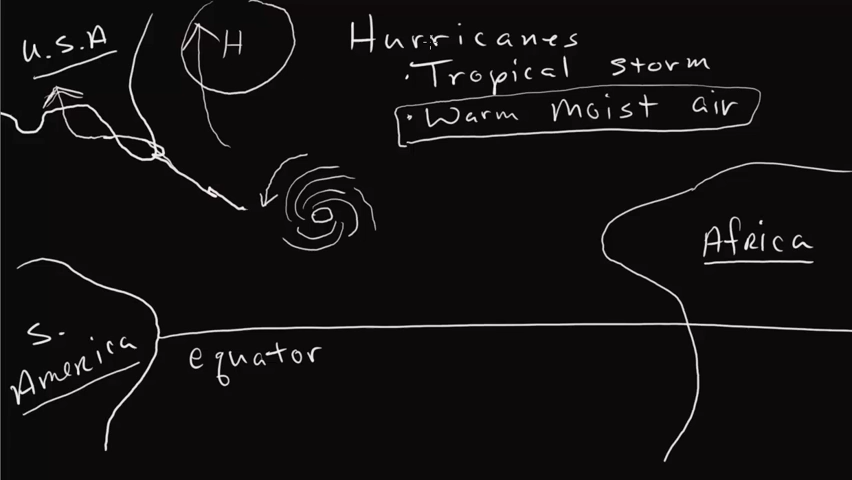 U.S.A
H
Hurricanes
· Tropical storm
· Warm moist air
Africa
S. America
equator